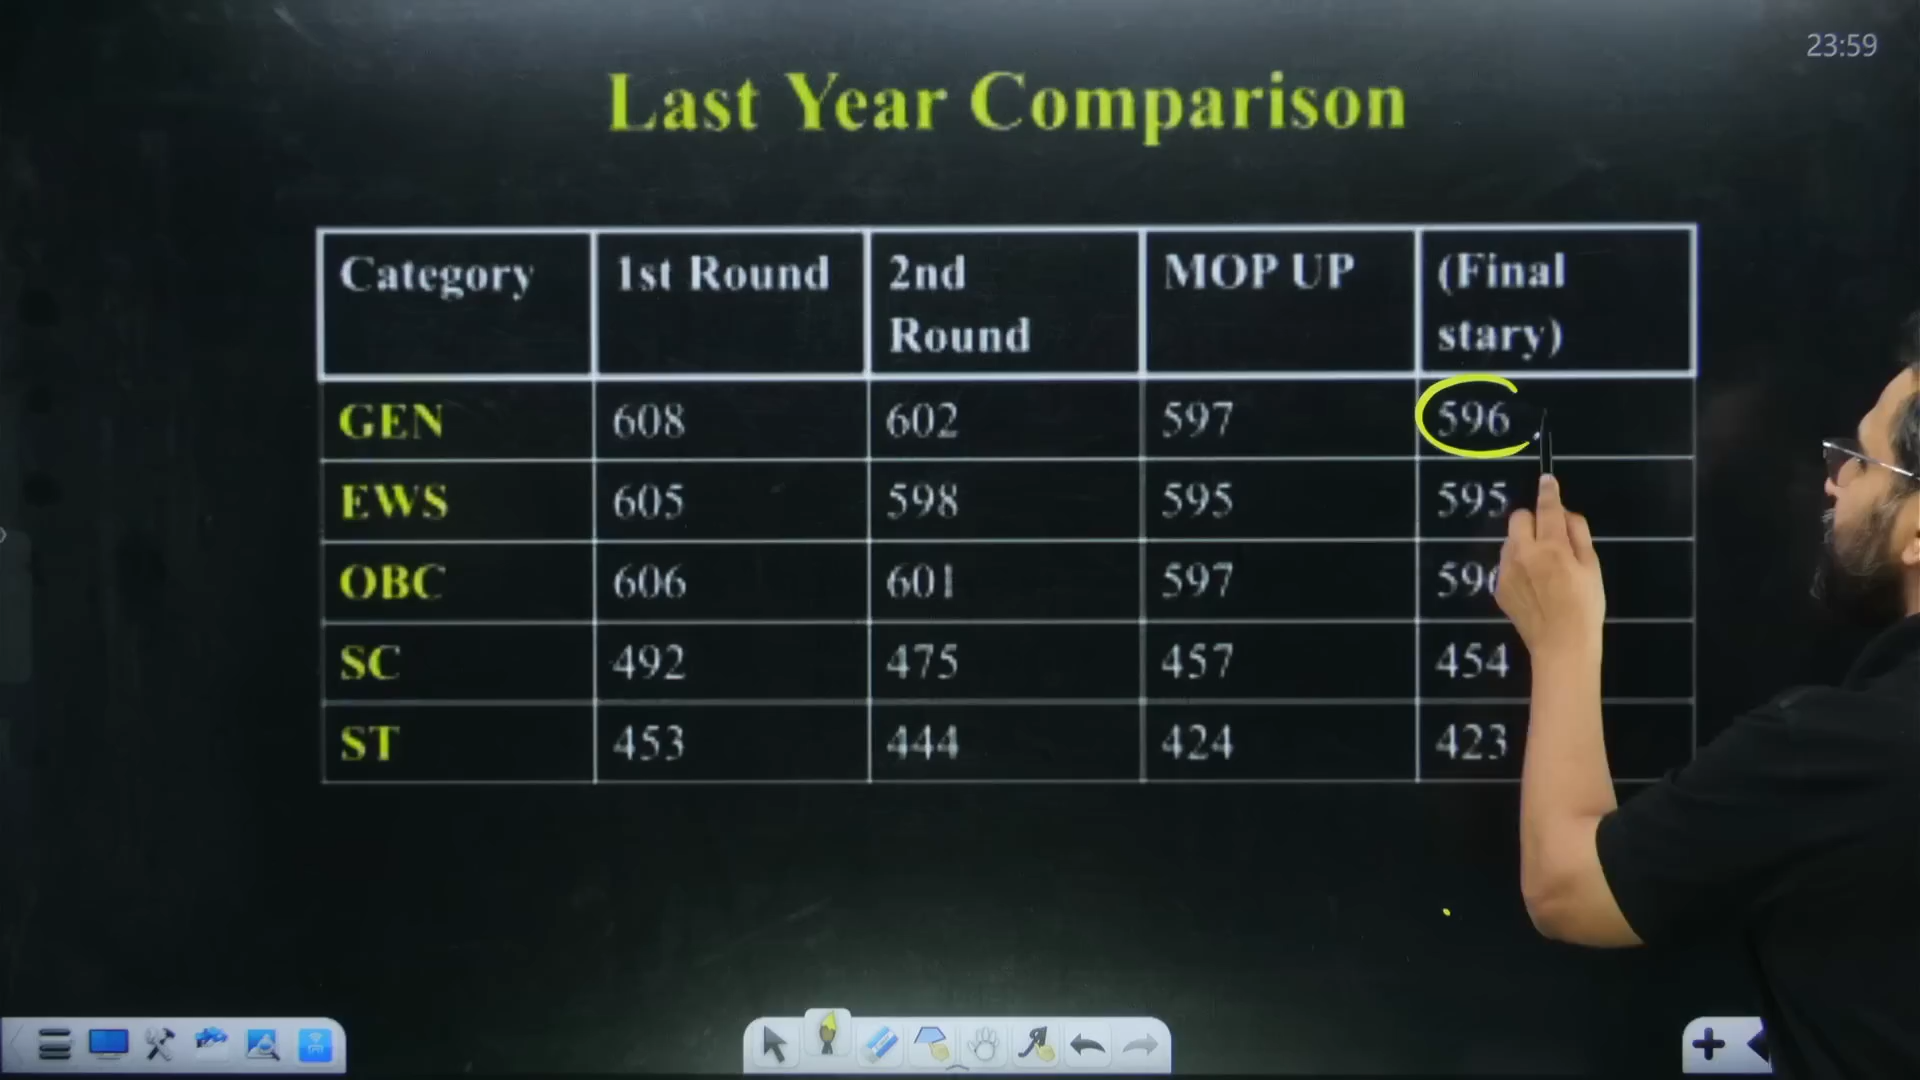 23:59
Last Year Comparison
Category 1st Round 2nd Round MOP UP (Final stary)
GEN 608 602 597 596
EWS 605 598 595 595
OBC 606 601 597
SC 492 475 457 454
ST 453 444 424 423